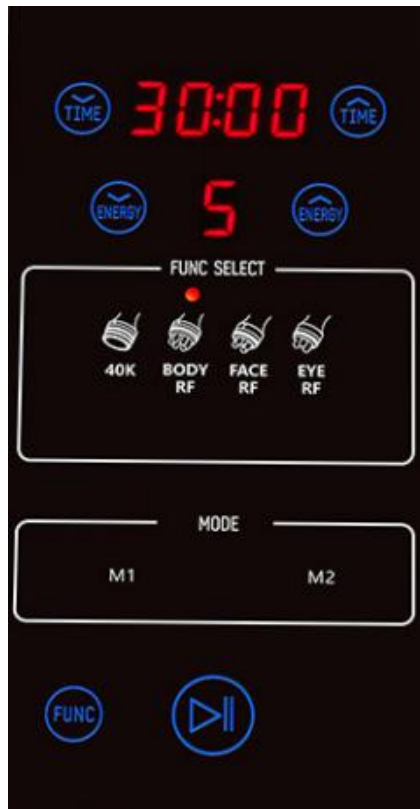 TIME 30:00 TIME
ENERGY 5 ENERGY
FUNC SELECT
40K BODY RF FACE RF EYE RF
MODE
M1 M2
FUNC